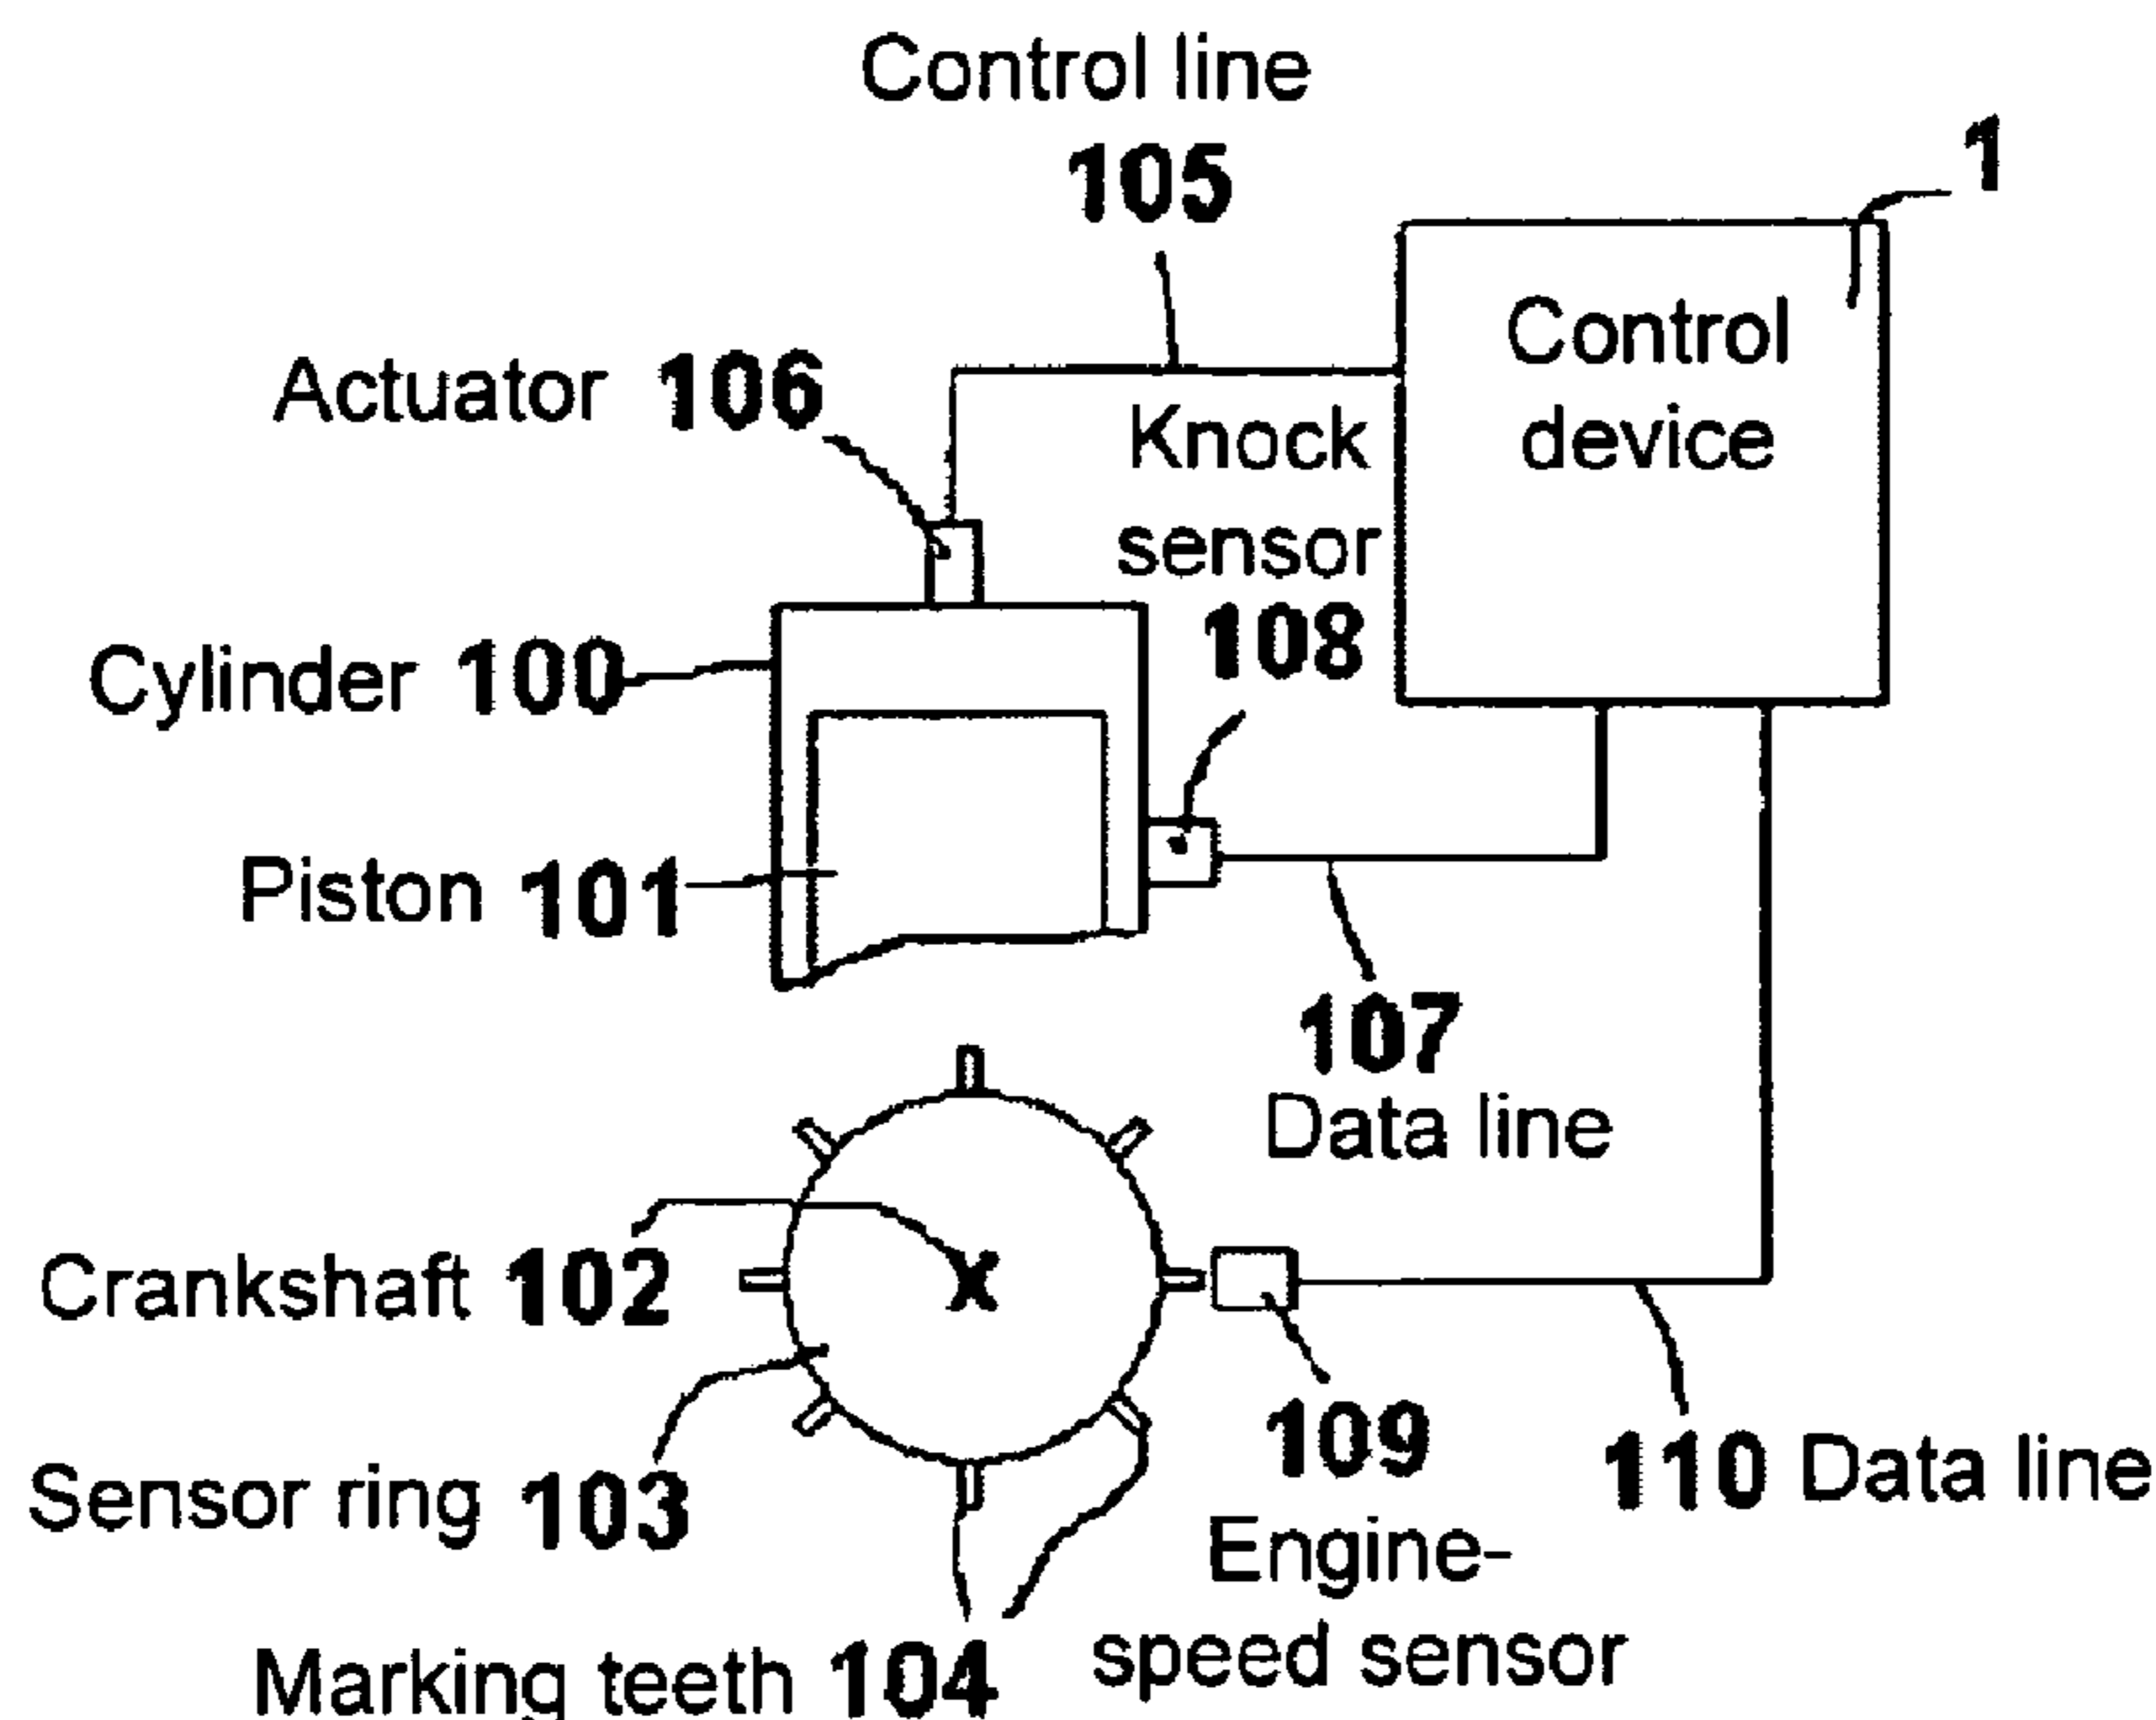 Control line
105
1
Control
device
Actuator 106
Knock
sensor
108
Cylinder 100
Piston 101
107
Data line
Crankshaft 102
Sensor ring 103
109
110 Data line
Engine-
speed sensor
Marking teeth 104